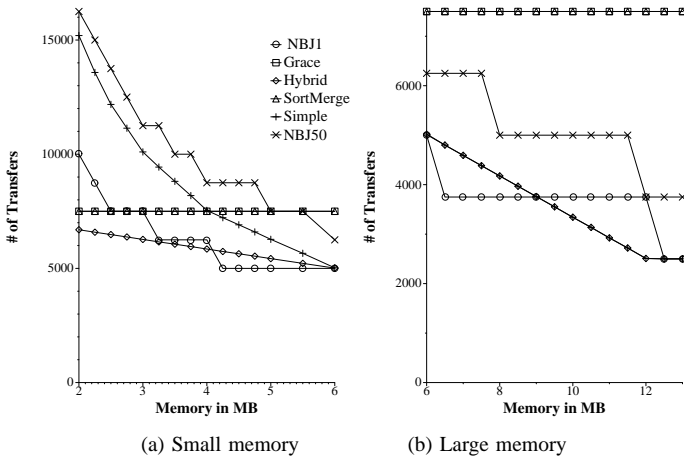 15000
10000
5000
0
# of Transfers
2
3
4
5
6
Memory in MB
NBJ1
Grace
Hybrid
SortMerge
Simple
NBJ50
(a) Small memory
6000
4000
2000
0
# of Transfers
6
8
10
12
Memory in MB
(b) Large memory